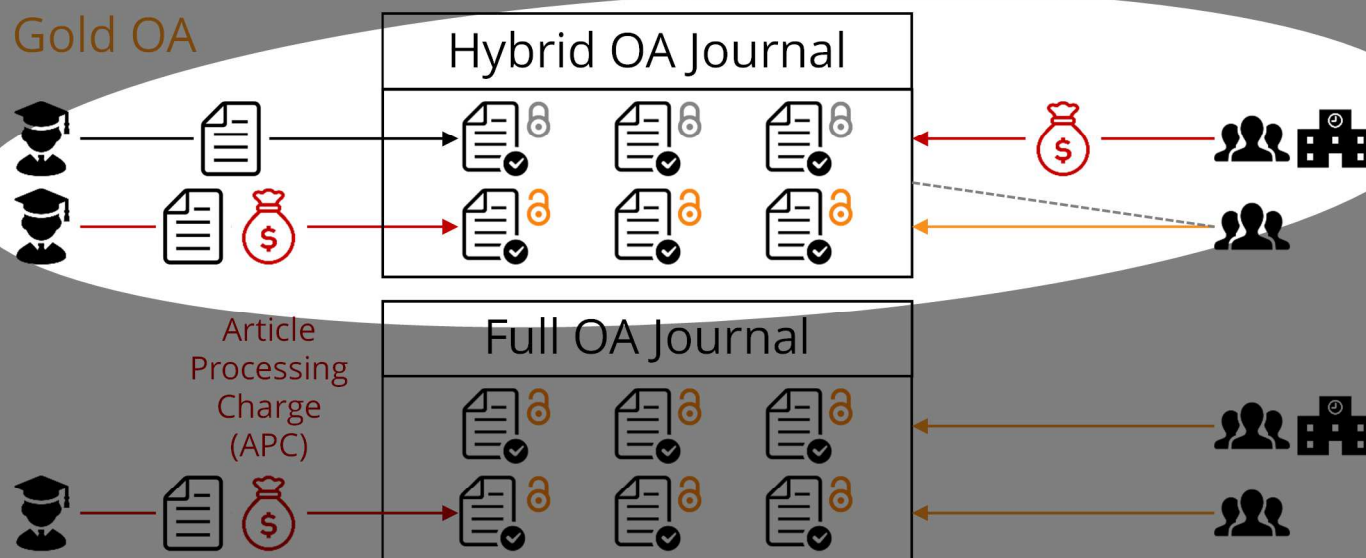 Gold OA
Hybrid OA Journal
$
$
Full OA Journal
Article
Processing
Charge
(APC)
$